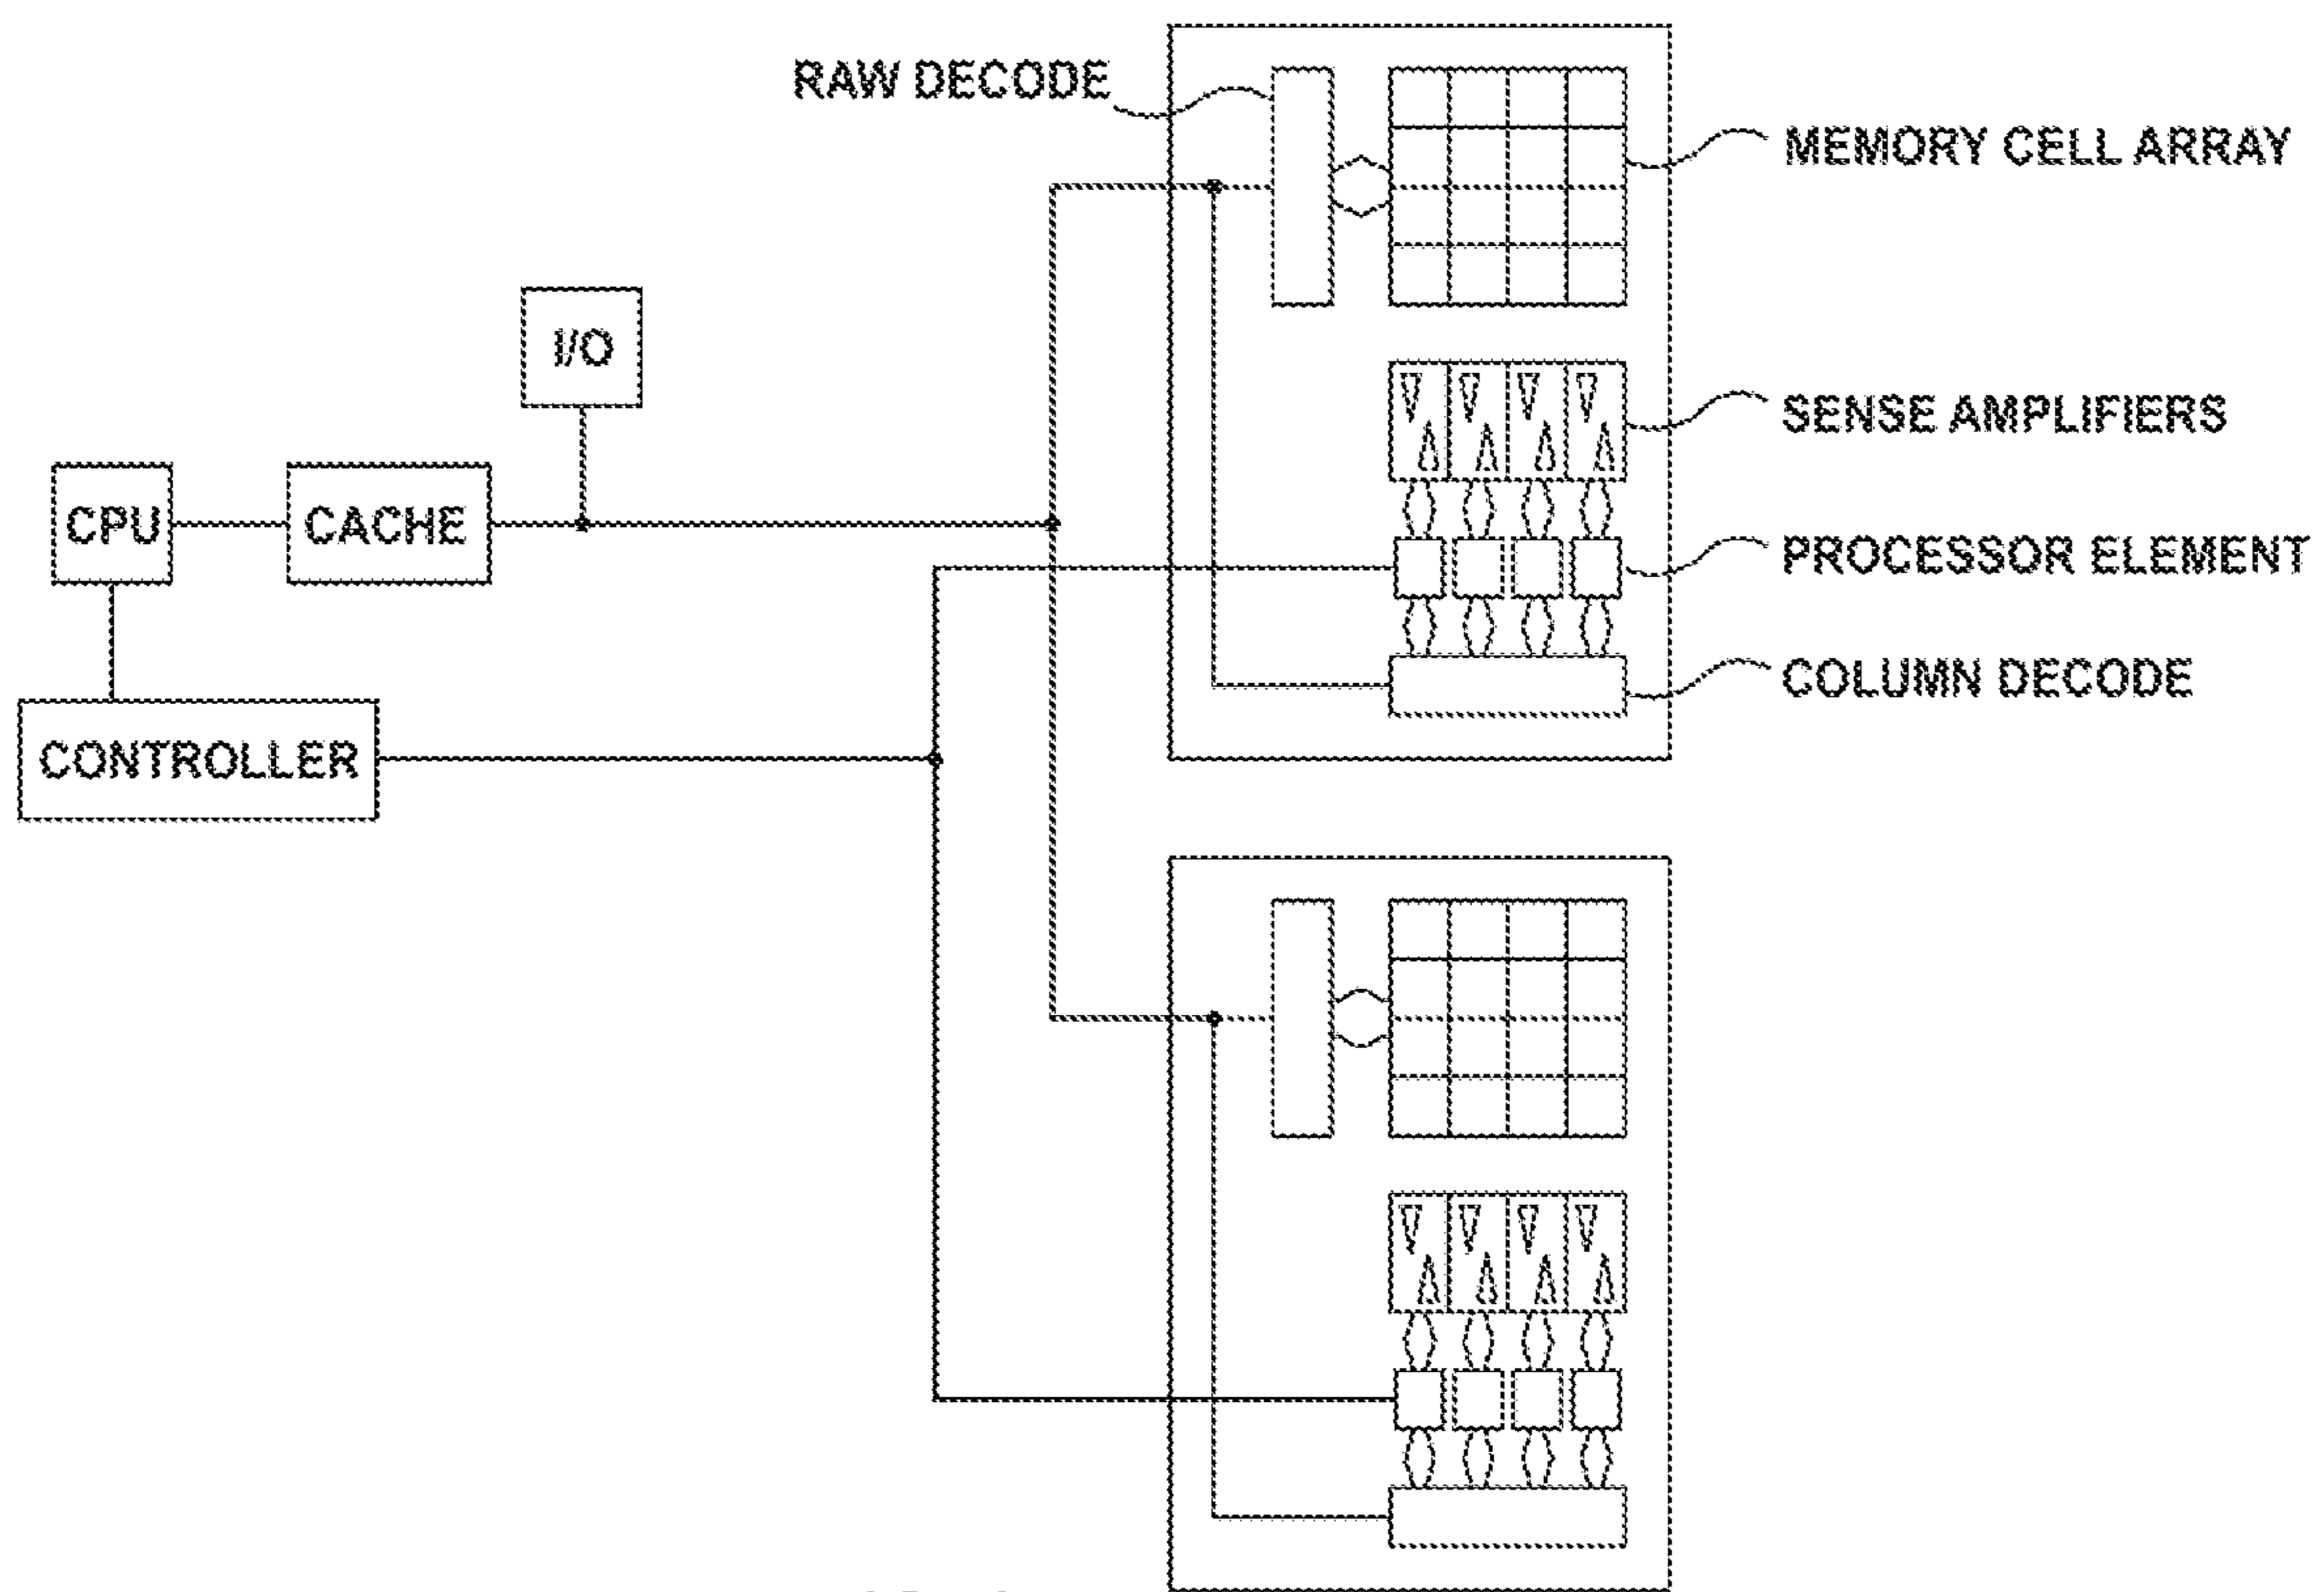 RAW DECODE
MEMORY CELL ARRAY
I/O
SENSE AMPLIFIERS
CPU
CACHE
PROCESSOR ELEMENT
COLUMN DECODE
CONTROLLER